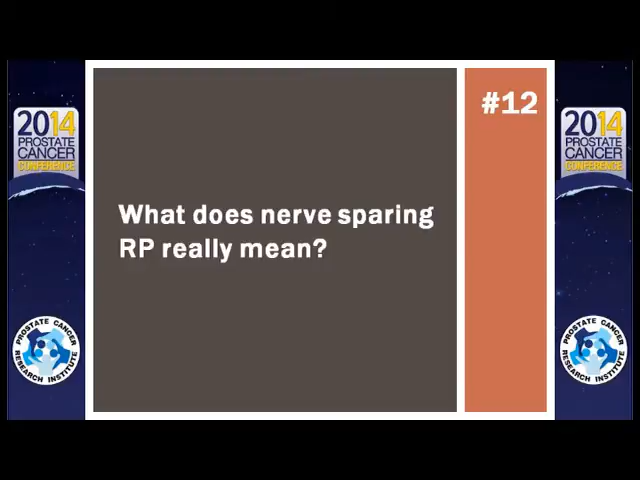 #12
What does nerve sparing
RP really mean?
2014
PROSTATE
CANCER
CONFERENCE
PROSTATE CANCER
RESEARCH INSTITUTE
2014
PROSTATE
CANCER
CONFERENCE
PROSTATE CANCER
RESEARCH INSTITUTE